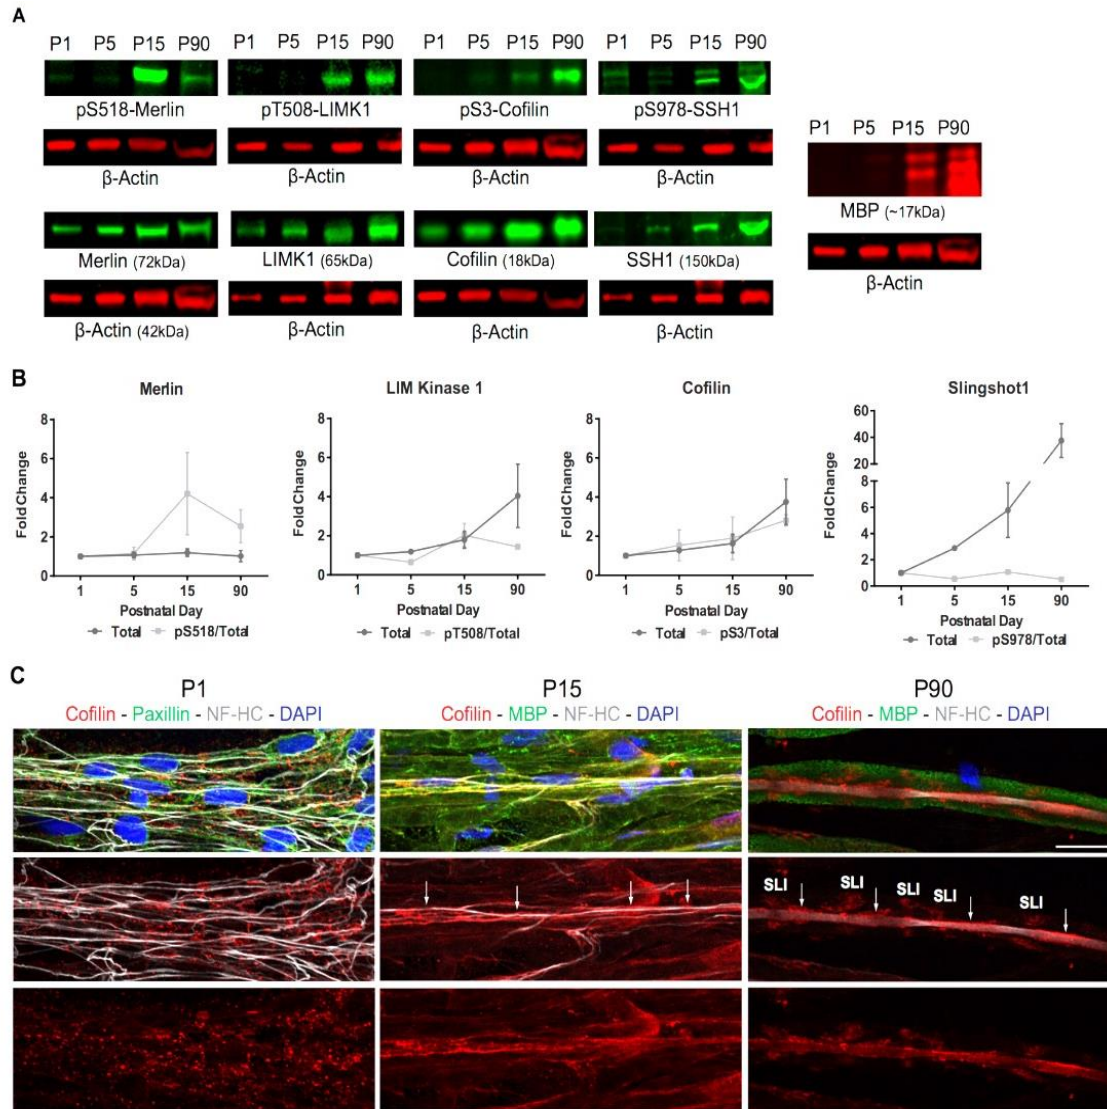 A
P1 P5 P15 P90 P1 P5 P15 P90 P1 P5 P15 P90 P1 P5 P15 P90
pS518-Merlin pT508-LIMK1 pS3-Cofilin pS978-SSH1
β-Actin β-Actin β-Actin β-Actin
Merlin (72kDa) LIMK1 (65kDa) Cofilin (18kDa) SSH1 (150kDa)
β-Actin (42kDa) β-Actin β-Actin β-Actin
P1 P5 P15 P90
MBP (~17kDa)
β-Actin
B
Merlin
Fold Change
8
6
4
2
0
1 5 15 90
Postnatal Day
Total pS518/Total
LIM Kinase 1
Fold Change
8
6
4
2
0
1 5 15 90
Postnatal Day
Total pT508/Total
Cofilin
Fold Change
8
6
4
2
0
1 5 15 90
Postnatal Day
Total pS3/Total
Slingshot1
Fold Change
60
40
20
8
6
4
2
0
1 5 15 90
Postnatal Day
Total pS978/Total
C
P1 P15 P90
Cofilin - Paxillin - NF-HC - DAPI Cofilin - MBP - NF-HC - DAPI Cofilin - MBP - NF-HC - DAPI
SLI SLI SLI SLI SLI